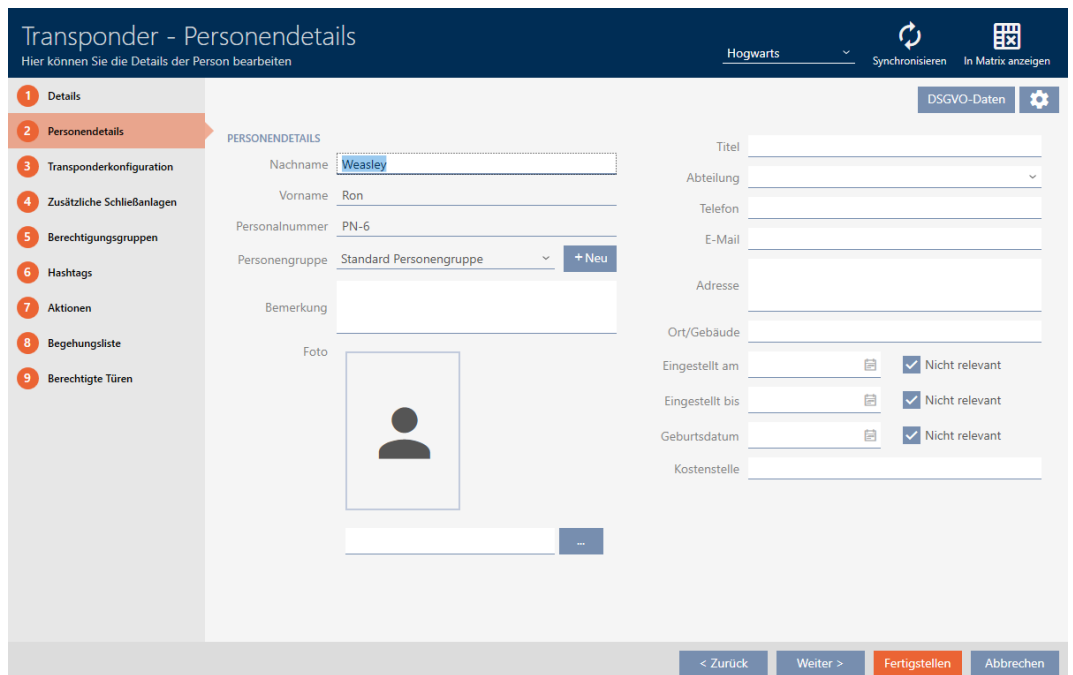 Transponder - Personendetails
Hier können Sie die Details der Person bearbeiten
Hogwarts
Synchronisieren
In Matrix anzeigen
1 Details
2 Personendetails
3 Transponderkonfiguration
4 Zusätzliche Schließanlagen
5 Berechtigungsgruppen
6 Hashtags
7 Aktionen
8 Begehungsliste
9 Berechtigte Türen
DSGVO-Daten
PERSONENDETAILS
Nachname Weasley
Vorname Ron
Personalnummer PN-6
Personengruppe Standard Personengruppe + Neu
Bemerkung
Foto
...
Titel
Abteilung
Telefon
E-Mail
Adresse
Ort/Gebäude
Eingestellt am Nicht relevant
Eingestellt bis Nicht relevant
Geburtsdatum Nicht relevant
Kostenstelle
< Zurück Weiter > Fertigstellen Abbrechen